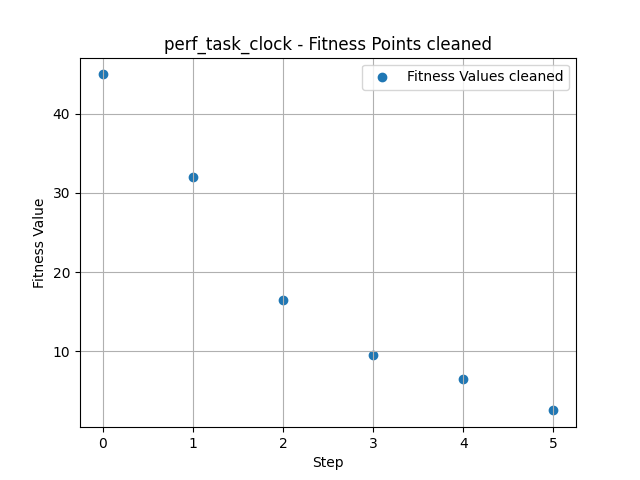 perf_task_clock - Fitness Points cleaned
Fitness Values cleaned
Fitness Value
40
30
20
10
0 1 2 3 4 5
Step